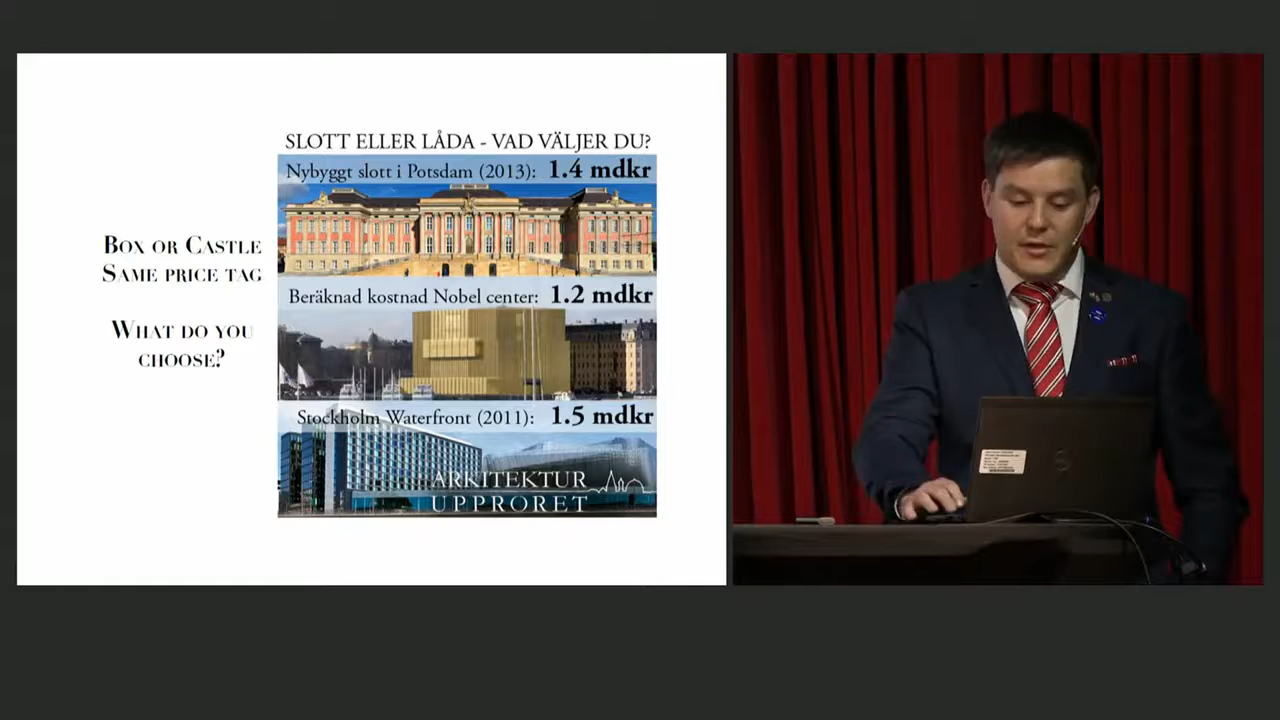 SLOTT ELLER LÅDA - VAD VÄLJER DU?
Nybyggt slott i Potsdam (2013): 1.4 mdkr
Box or Castle
Same price tag
What do you
choose?
Beräknad kostnad Nobel center: 1.2 mdkr
Stockholm Waterfront (2011): 1.5 mdkr
ARKITEKTUR
UPPRORET